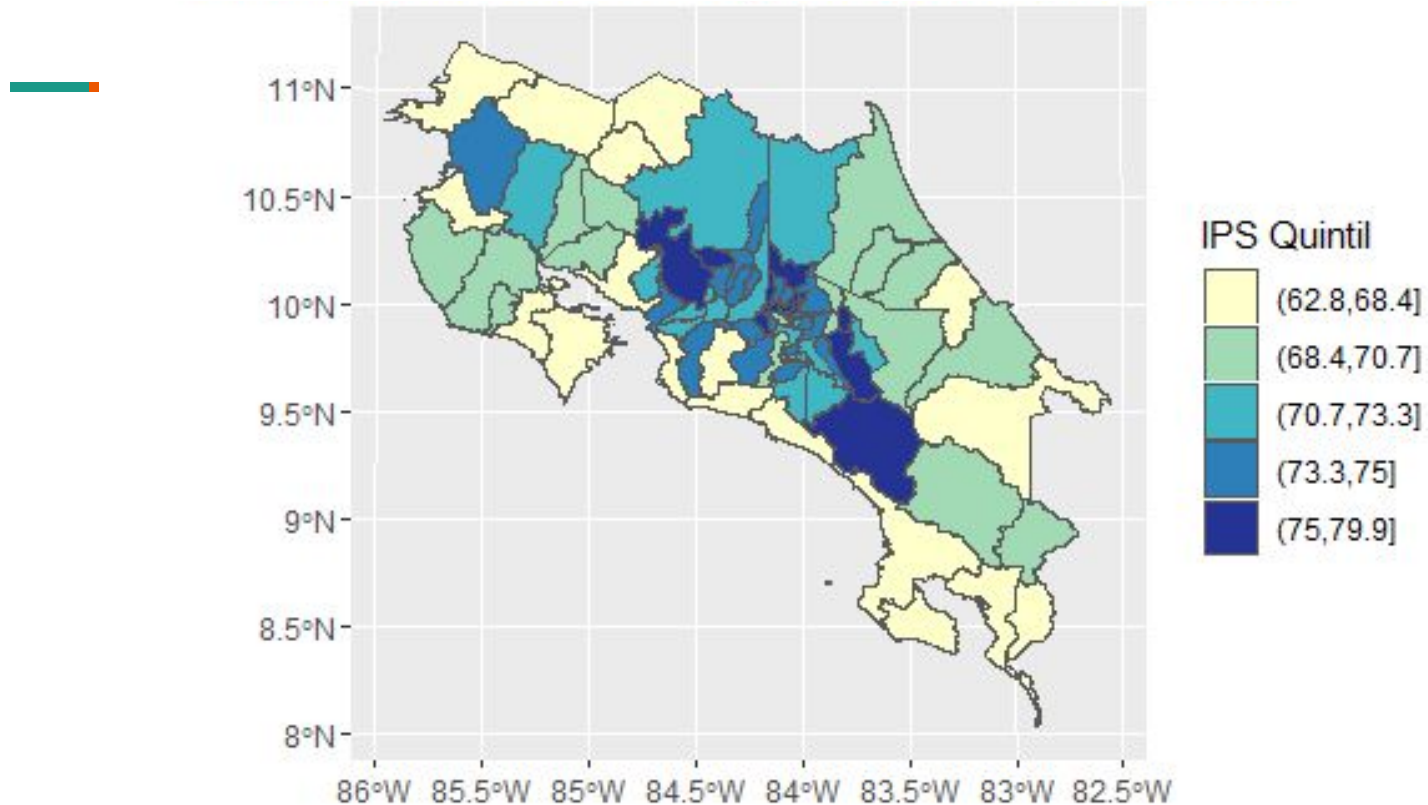 11°N
10.5°N
10°N
9.5°N
9°N
8.5°N
8°N
86°W 85.5°W 85°W 84.5°W 84°W 83.5°W 83°W 82.5°W
IPS Quintil
(62.8,68.4]
(68.4,70.7]
(70.7,73.3]
(73.3,75]
(75,79.9]